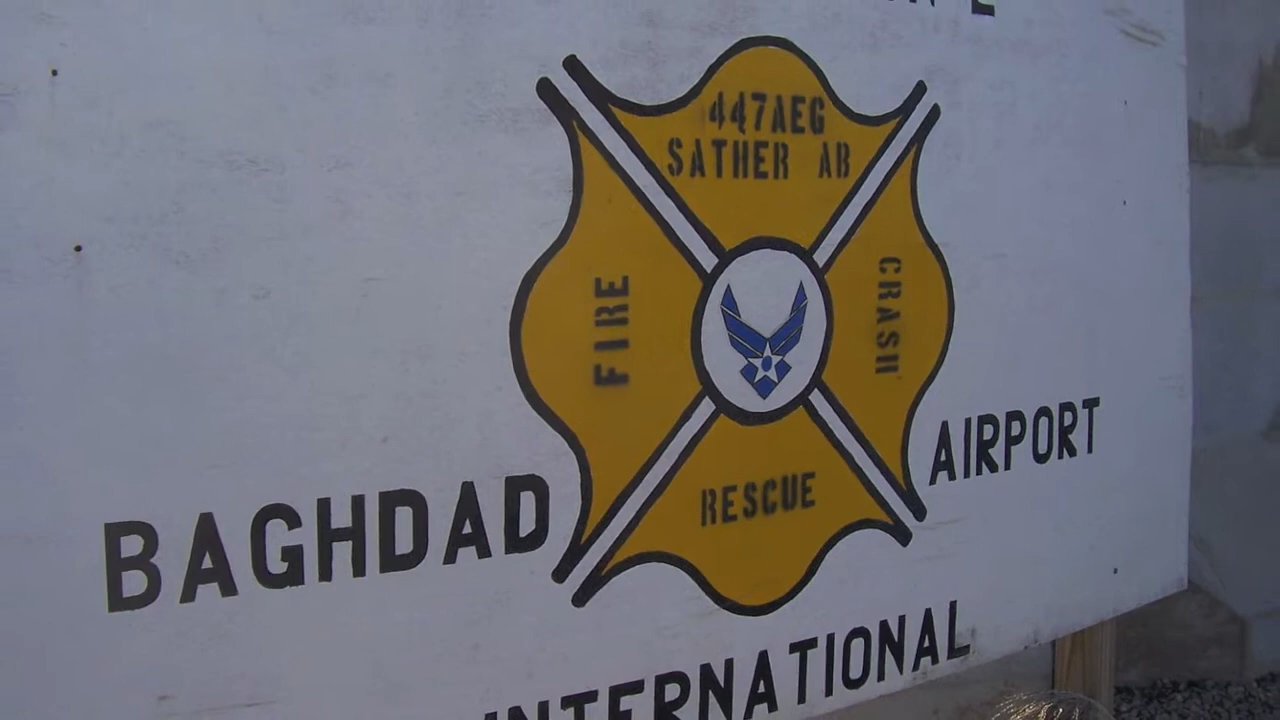 447AEG
SATHER AB
FIRE
CRASH
RESCUE
BAGHDAD
AIRPORT
INTERNATIONAL